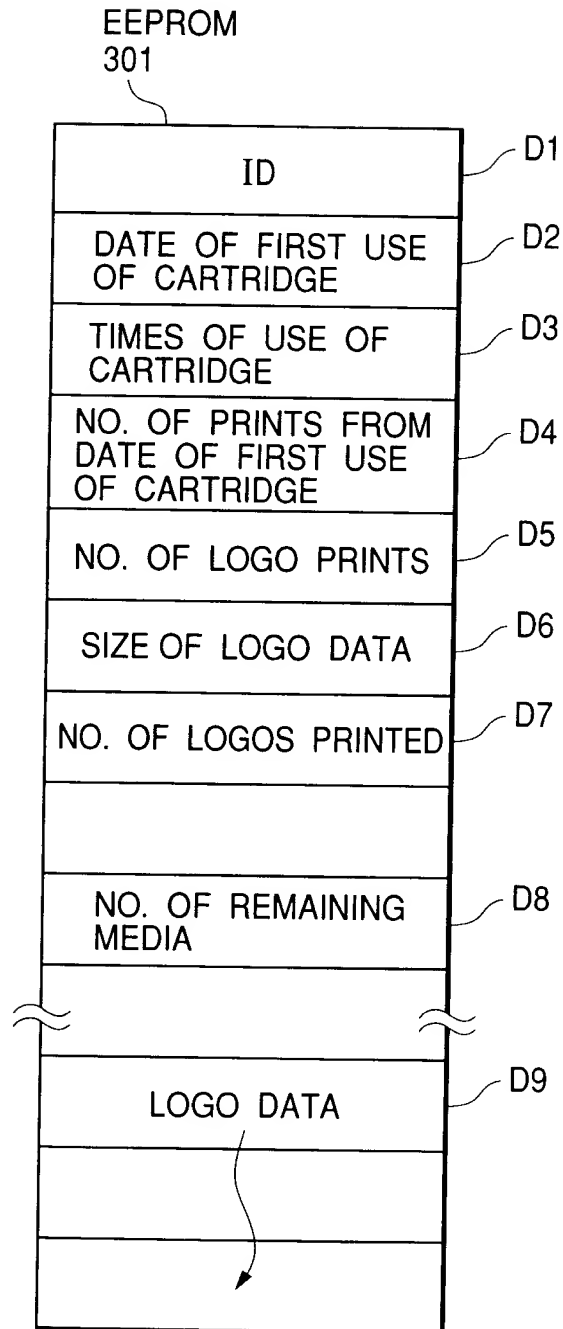 EEPROM
301
ID
D1
DATE OF FIRST USE
OF CARTRIDGE
D2
TIMES OF USE OF
CARTRIDGE
D3
NO. OF PRINTS FROM
DATE OF FIRST USE
OF CARTRIDGE
D4
NO. OF LOGO PRINTS
D5
SIZE OF LOGO DATA
D6
NO. OF LOGOS PRINTED
D7
NO. OF REMAINING
MEDIA
D8
LOGO DATA
D9